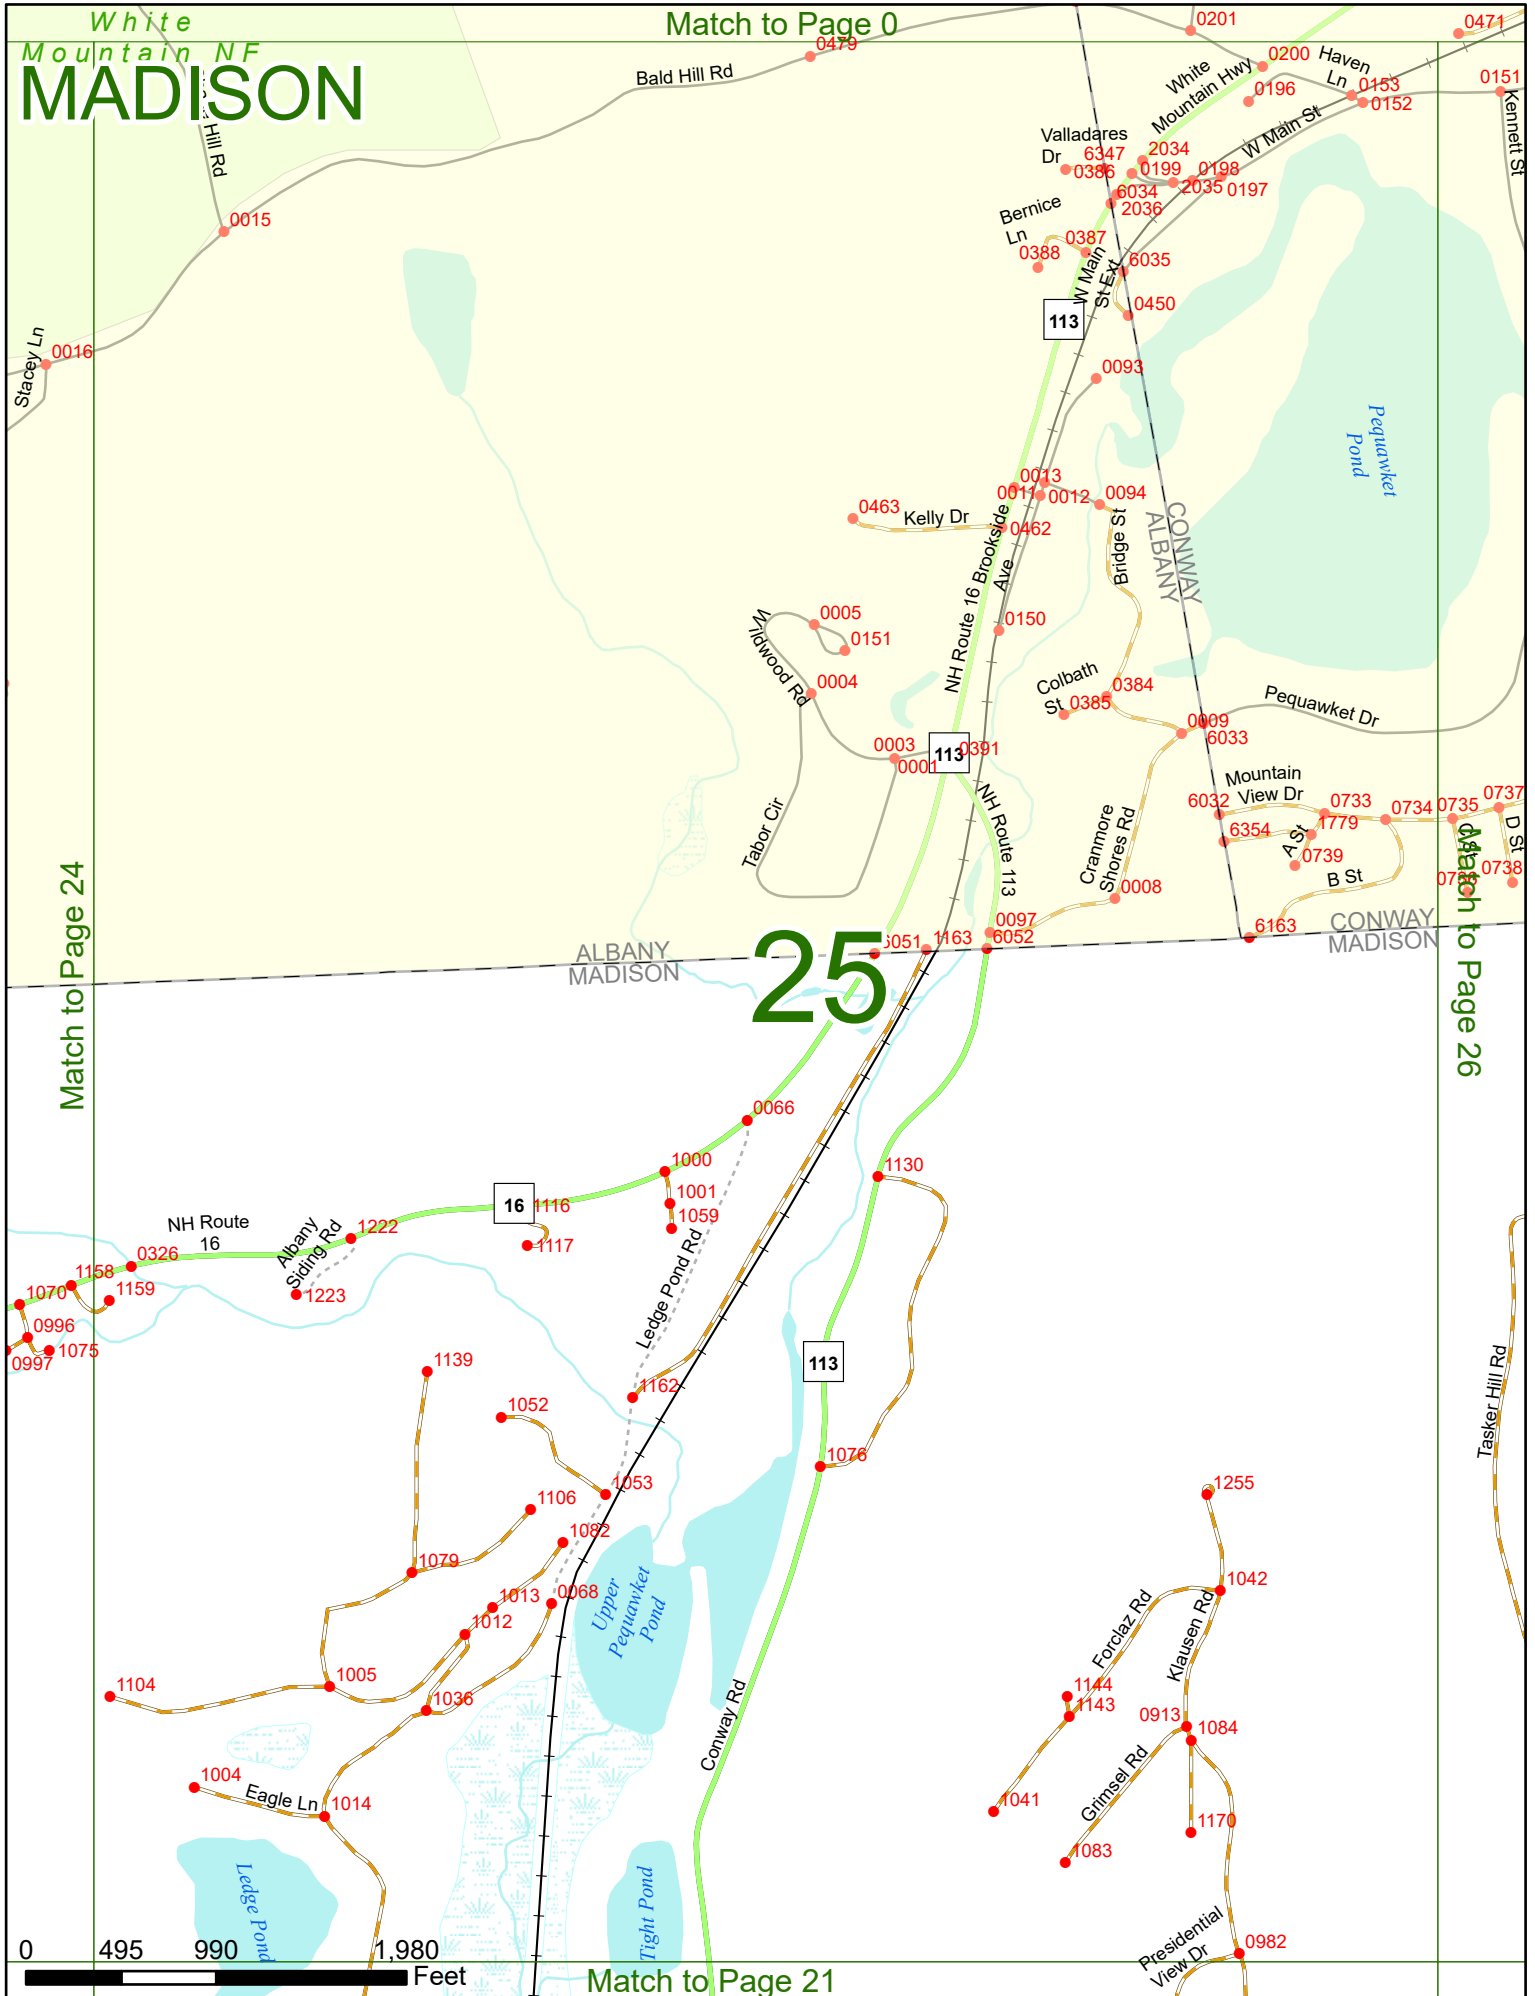 White
Mountain NF
MADISON
Match to Page 0
0479
Bald Hill Rd
Hill Rd
0015
0016
Stacey Ln
0201
0471
0200
White
Mountain Hwy
Haven
Ln
0153
0152
0151
0196
Kennett St
W Main St
Valladares
Dr
6347
0386
2034
0199
0198
2035
0197
6034
2036
Bernice
Ln
0387
0388
W Main
St Ext
6035
0450
113
0093
Pequawket
Pond
0013
0011
0012
0094
0463
Kelly Dr
0462
Bridge St
CONWAY
ALBANY
NH Route 16
Brookside
Ave
0150
0005
0151
Wildwood Rd
0004
Colbath
St
0384
0385
0009
6033
Pequawket Dr
0003
0001
113
0391
Tabor Cir
NH Route 113
Cranmore
Shores Rd
0008
Mountain
View Dr
6032
6354
0733
1779
A St
0739
0734
0735
0737
C St
D St
0736
0738
B St
6163
CONWAY
MADISON
Match to Page 24
Match to Page 26
ALBANY
MADISON
25
6051
1163
0097
6052
0066
1000
1001
1059
1130
16
1116
1117
NH Route
16
Albany
Siding Rd
1222
1223
0326
1158
1159
1070
0996
0997
1075
Ledge Pond Rd
113
1139
1162
1052
1053
1076
1106
1082
1079
1013
0068
1012
Upper
Pequawket
Pond
1104
1005
1036
1004
Eagle Ln
1014
Conway Rd
Tasker Hill Rd
1255
1042
Forclaz Rd
Klausen Rd
1144
1143
0913
1084
1041
Grimsel Rd
1170
1083
Ledge Pond
Tight Pond
Presidential
View Dr
0982
0 495 990 1,980
Feet
Match to Page 21